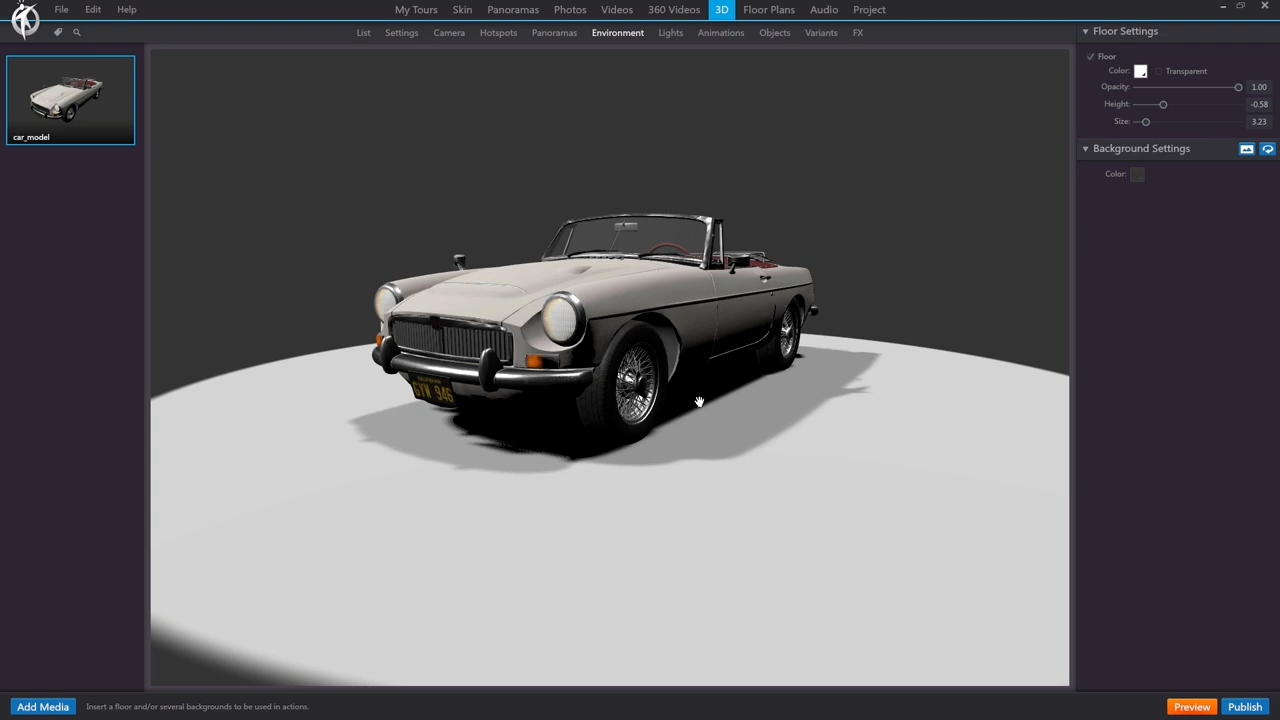 File Edit Help My Tours Skin Panoramas Photos Videos 360 Videos 3D Floor Plans Audio Project
List Settings Camera Hotspots Panoramas Environment Lights Animations Objects Variants FX
car_model
GYN 946
Floor Settings
Floor
Color: Transparent
Opacity: 1.00
Height: -0.58
Size: 3.23
Background Settings
Color:
Add Media Insert a floor and/or several backgrounds to be used in actions. Preview Publish